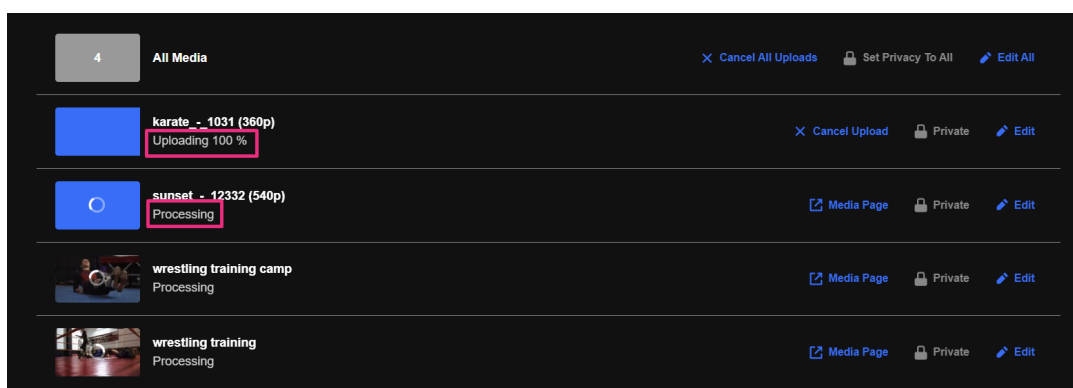 4 All Media Cancel All Uploads Set Privacy To All Edit All
karate_-_1031 (360p)
Uploading 100 % Cancel Upload Private Edit
sunset_-_12332 (540p)
Processing Media Page Private Edit
wrestling training camp
Processing Media Page Private Edit
wrestling training
Processing Media Page Private Edit